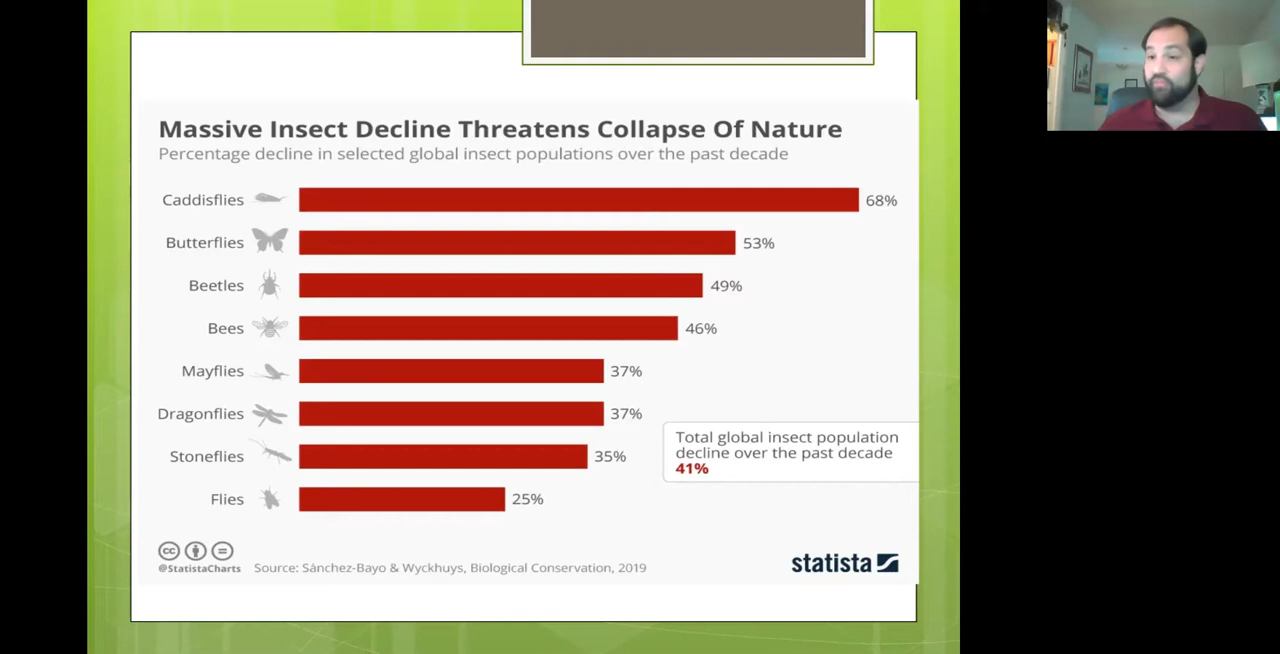 Massive Insect Decline Threatens Collapse Of Nature
Percentage decline in selected global insect populations over the past decade
Caddisflies 68%
Butterflies 53%
Beetles 49%
Bees 46%
Mayflies 37%
Dragonflies 37%
Stoneflies 35%
Flies 25%
Total global insect population
decline over the past decade
41%
cc
@StatistaCharts Source: Sánchez-Bayo & Wyckhuys, Biological Conservation, 2019
statista